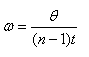 ω = θ / (n − 1)t